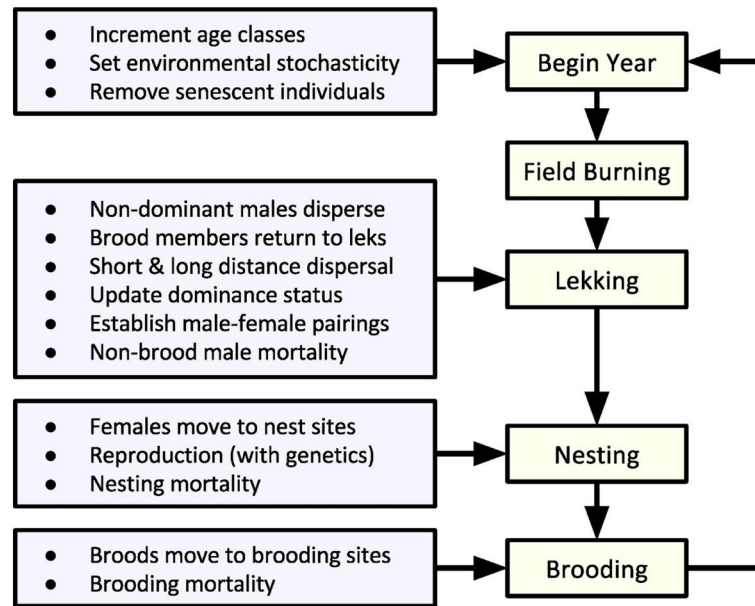 ● Increment age classes
● Set environmental stochasticity
● Remove senescent individuals
Begin Year
Field Burning
● Non-dominant males disperse
● Brood members return to leks
● Short & long distance dispersal
● Update dominance status
● Establish male-female pairings
● Non-brood male mortality
Lekking
● Females move to nest sites
● Reproduction (with genetics)
● Nesting mortality
Nesting
● Broods move to brooding sites
● Brooding mortality
Brooding